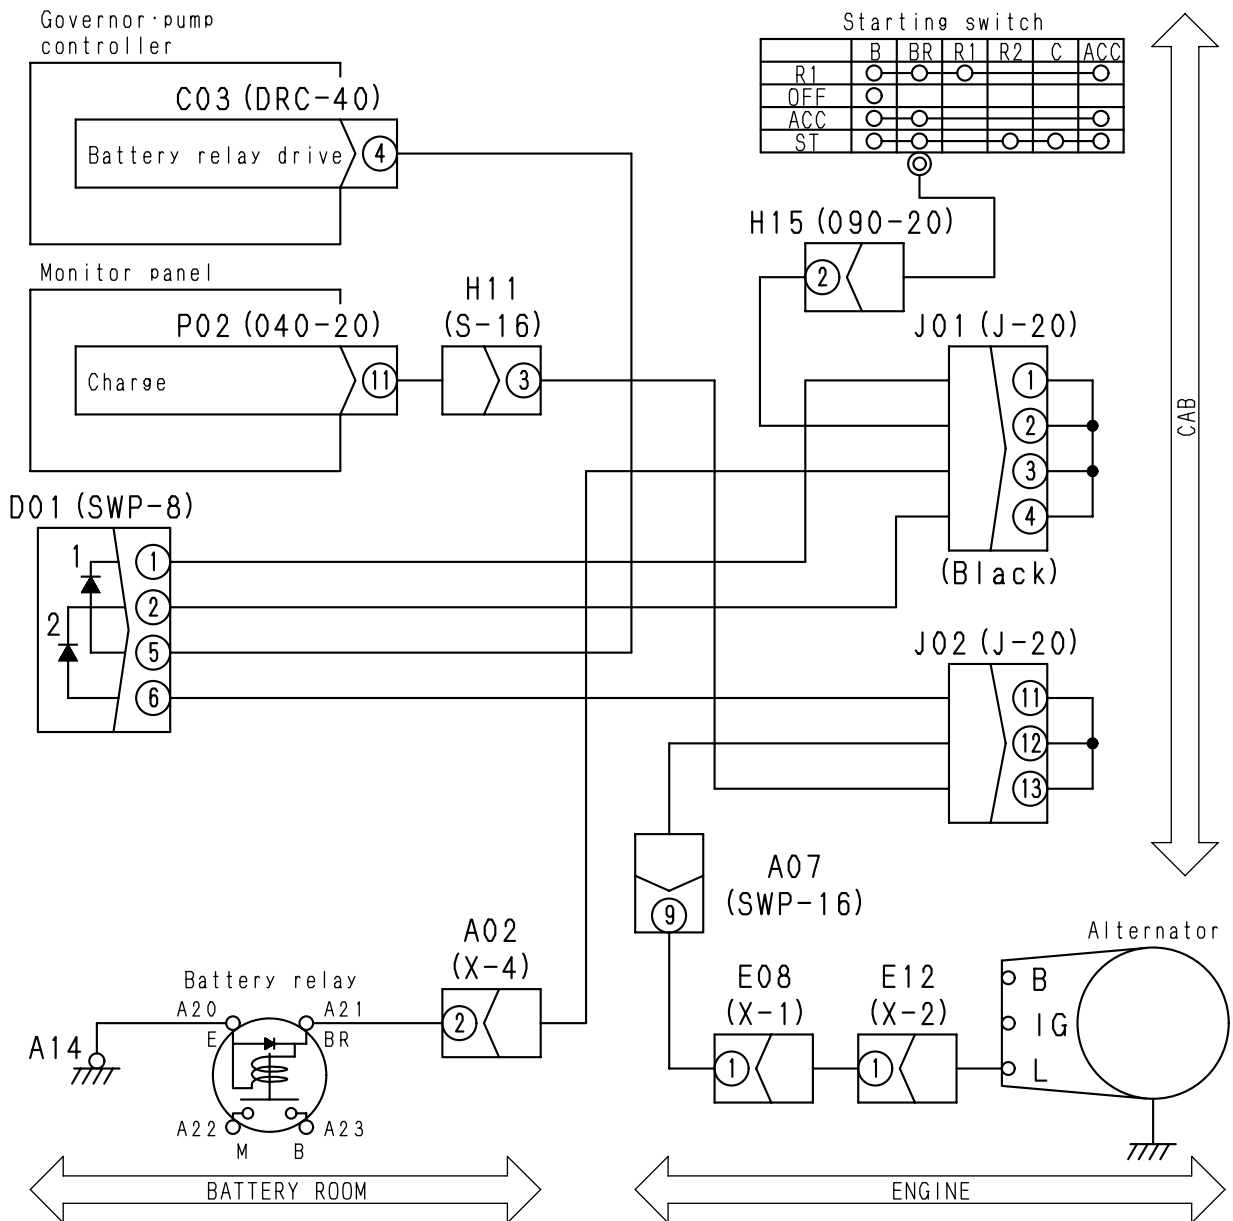 Governor·pump
controller
C03 (DRC-40)
Battery relay drive
4
Starting switch
B BR R1 R2 C ACC
R1
OFF
ACC
ST
H15 (090-20)
2
Monitor panel
P02 (040-20)
Charge
11
H11
(S-16)
3
J01 (J-20)
1
2
3
4
(Black)
CAB
D01 (SWP-8)
1
2
1
2
5
6
J02 (J-20)
11
12
13
A07
(SWP-16)
9
A02
(X-4)
2
Battery relay
A20
A21
E
BR
A14
A22
A23
M
B
BATTERY ROOM
E08
(X-1)
1
E12
(X-2)
1
Alternator
B
IG
L
ENGINE